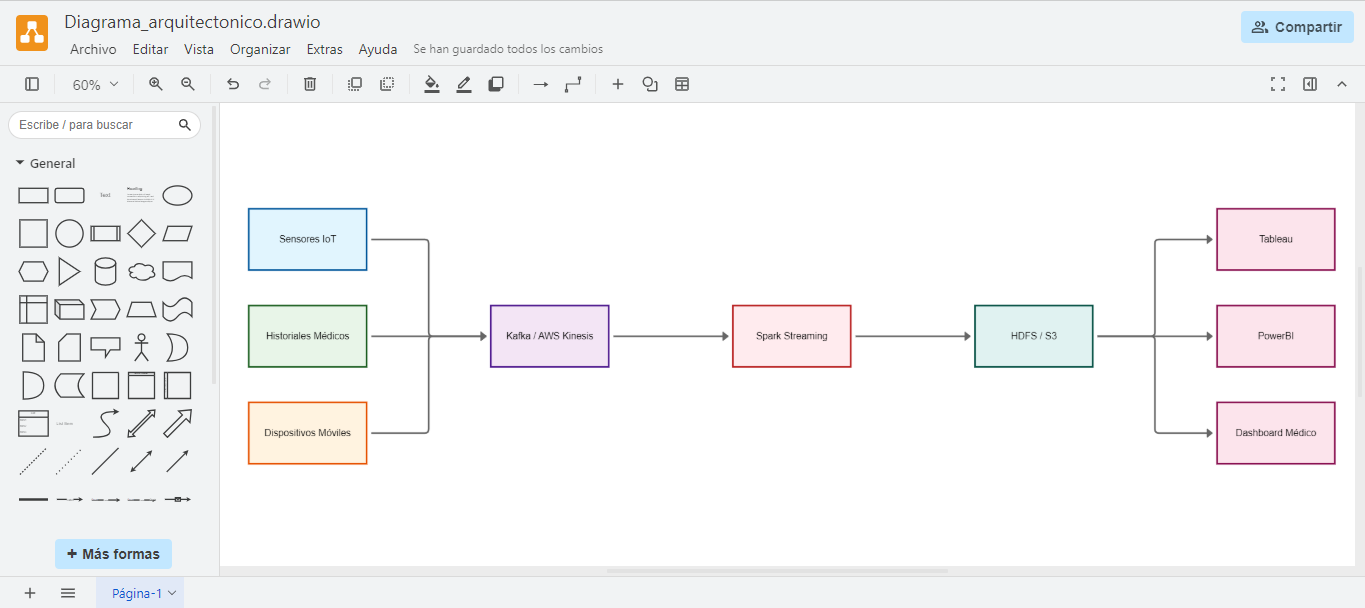 Diagrama_arquitectonico.drawio
Archivo Editar Vista Organizar Extras Ayuda Se han guardado todos los cambios
Compartir
60%
Escribe / para buscar
General
Text
Heading
Sensores IoT
Historiales Médicos
Dispositivos Móviles
Kafka / AWS Kinesis
Spark Streaming
HDFS / S3
Tableau
PowerBI
Dashboard Médico
List Item
+ Más formas
Página-1